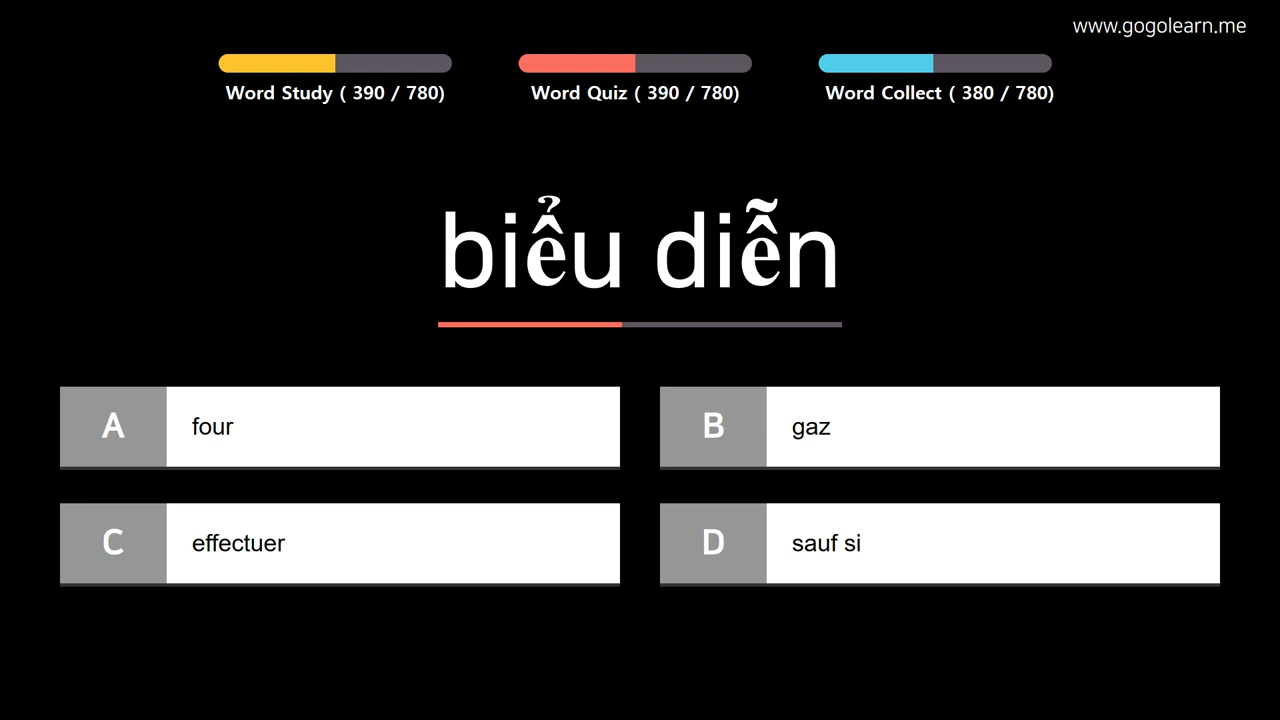 www.gogolearn.me
Word Study ( 390 / 780)
Word Quiz ( 390 / 780)
Word Collect ( 380 / 780)
biểu diễn
A four
B gaz
C effectuer
D sauf si